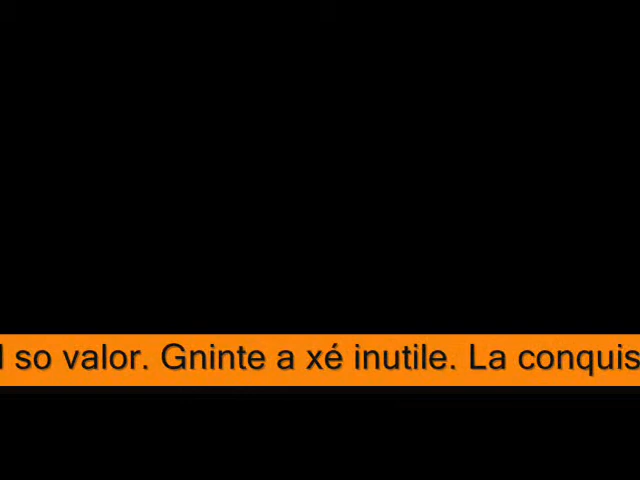 l so valor. Gninte a xé inutile. La conquis